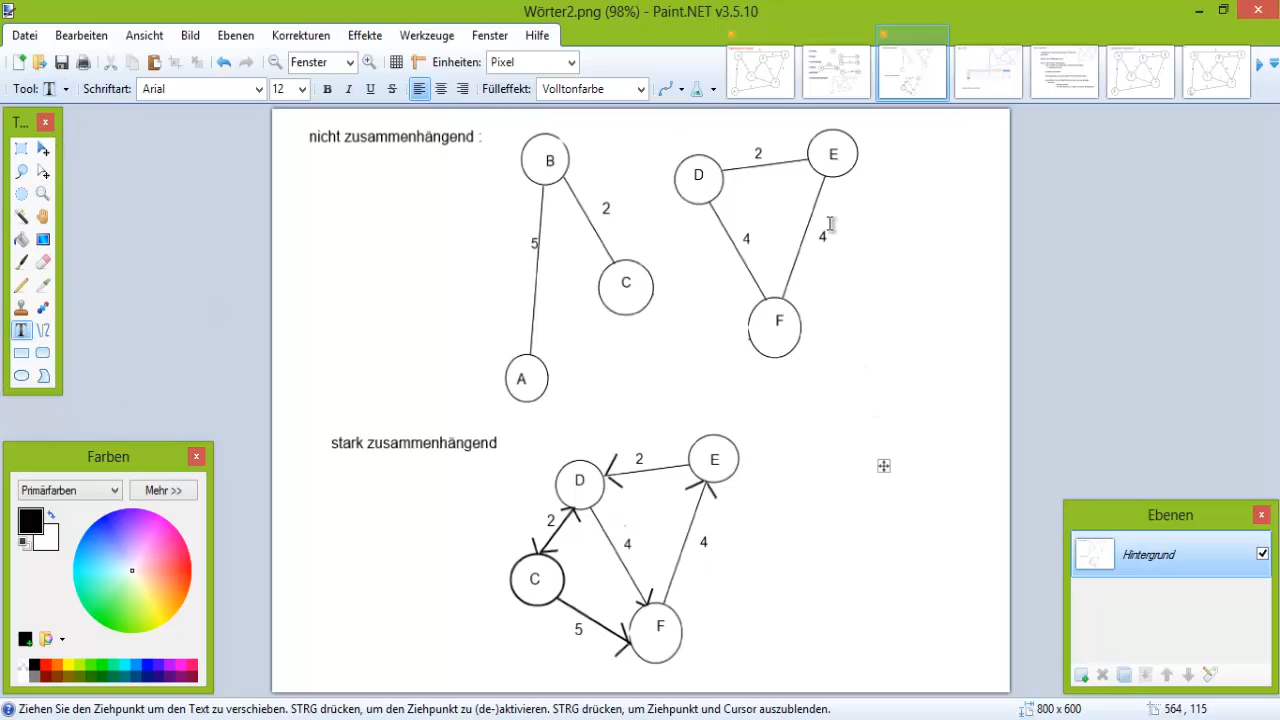 Wörter2.png (98%) - Paint.NET v3.5.10
Datei Bearbeiten Ansicht Bild Ebenen Korrekturen Effekte Werkzeuge Fenster Hilfe
Fenster Einheiten: Pixel
Tool: T Schriftart: Arial 12 B I U S Fülleffekt: Volltonfarbe
T...
nicht zusammenhängend :
B
E
2
D
2
5
4
4
C
F
A
stark zusammenhängend
E
2
D
2
4
4
C
5
F
Farben
Primärfarben
Mehr >>
Ebenen
Hintergrund
Ziehen Sie den Ziehpunkt um den Text zu verschieben. STRG drücken, um den Ziehpunkt zu (de-)aktivieren. STRG drücken, um Ziehpunkt und Cursor auszublenden.
800 x 600
564 , 115